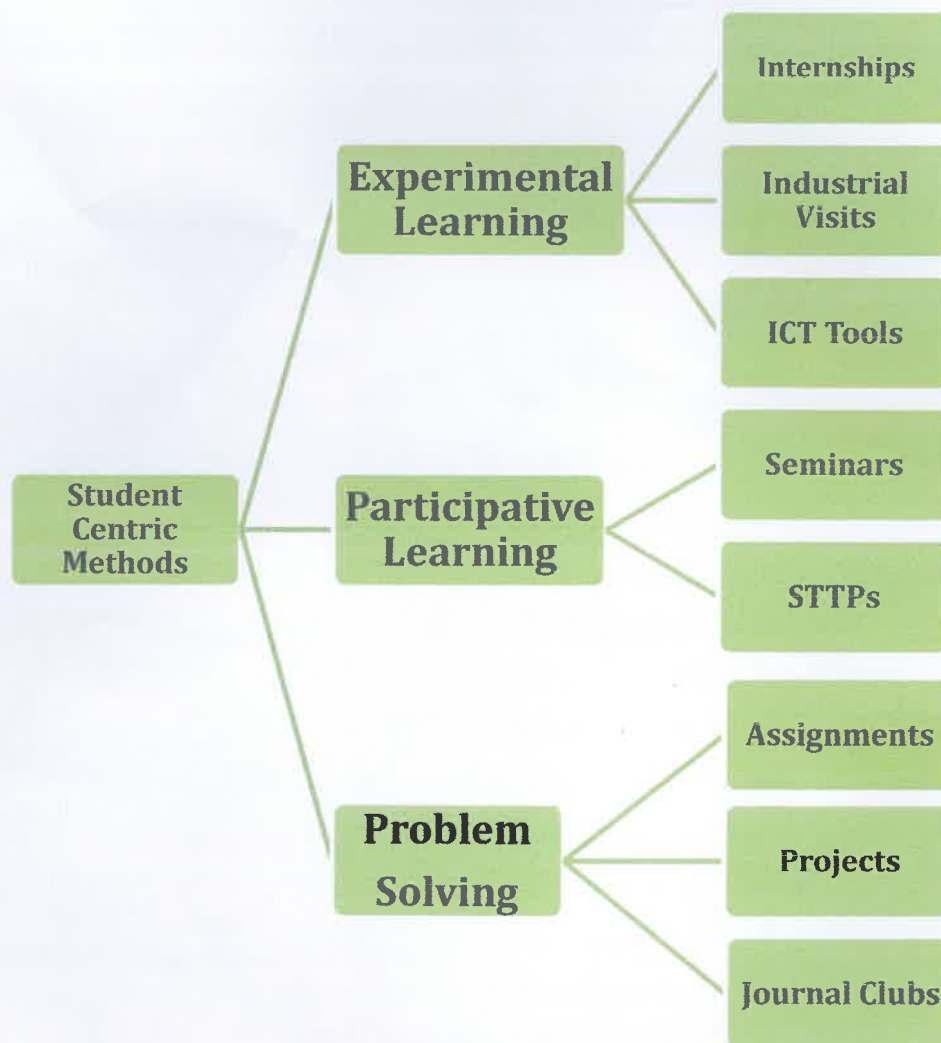 Internships
Experimental
Learning
Industrial
Visits
ICT Tools
Student
Centric
Methods
Participative
Learning
Seminars
STTPs
Problem
Solving
Assignments
Projects
Journal Clubs